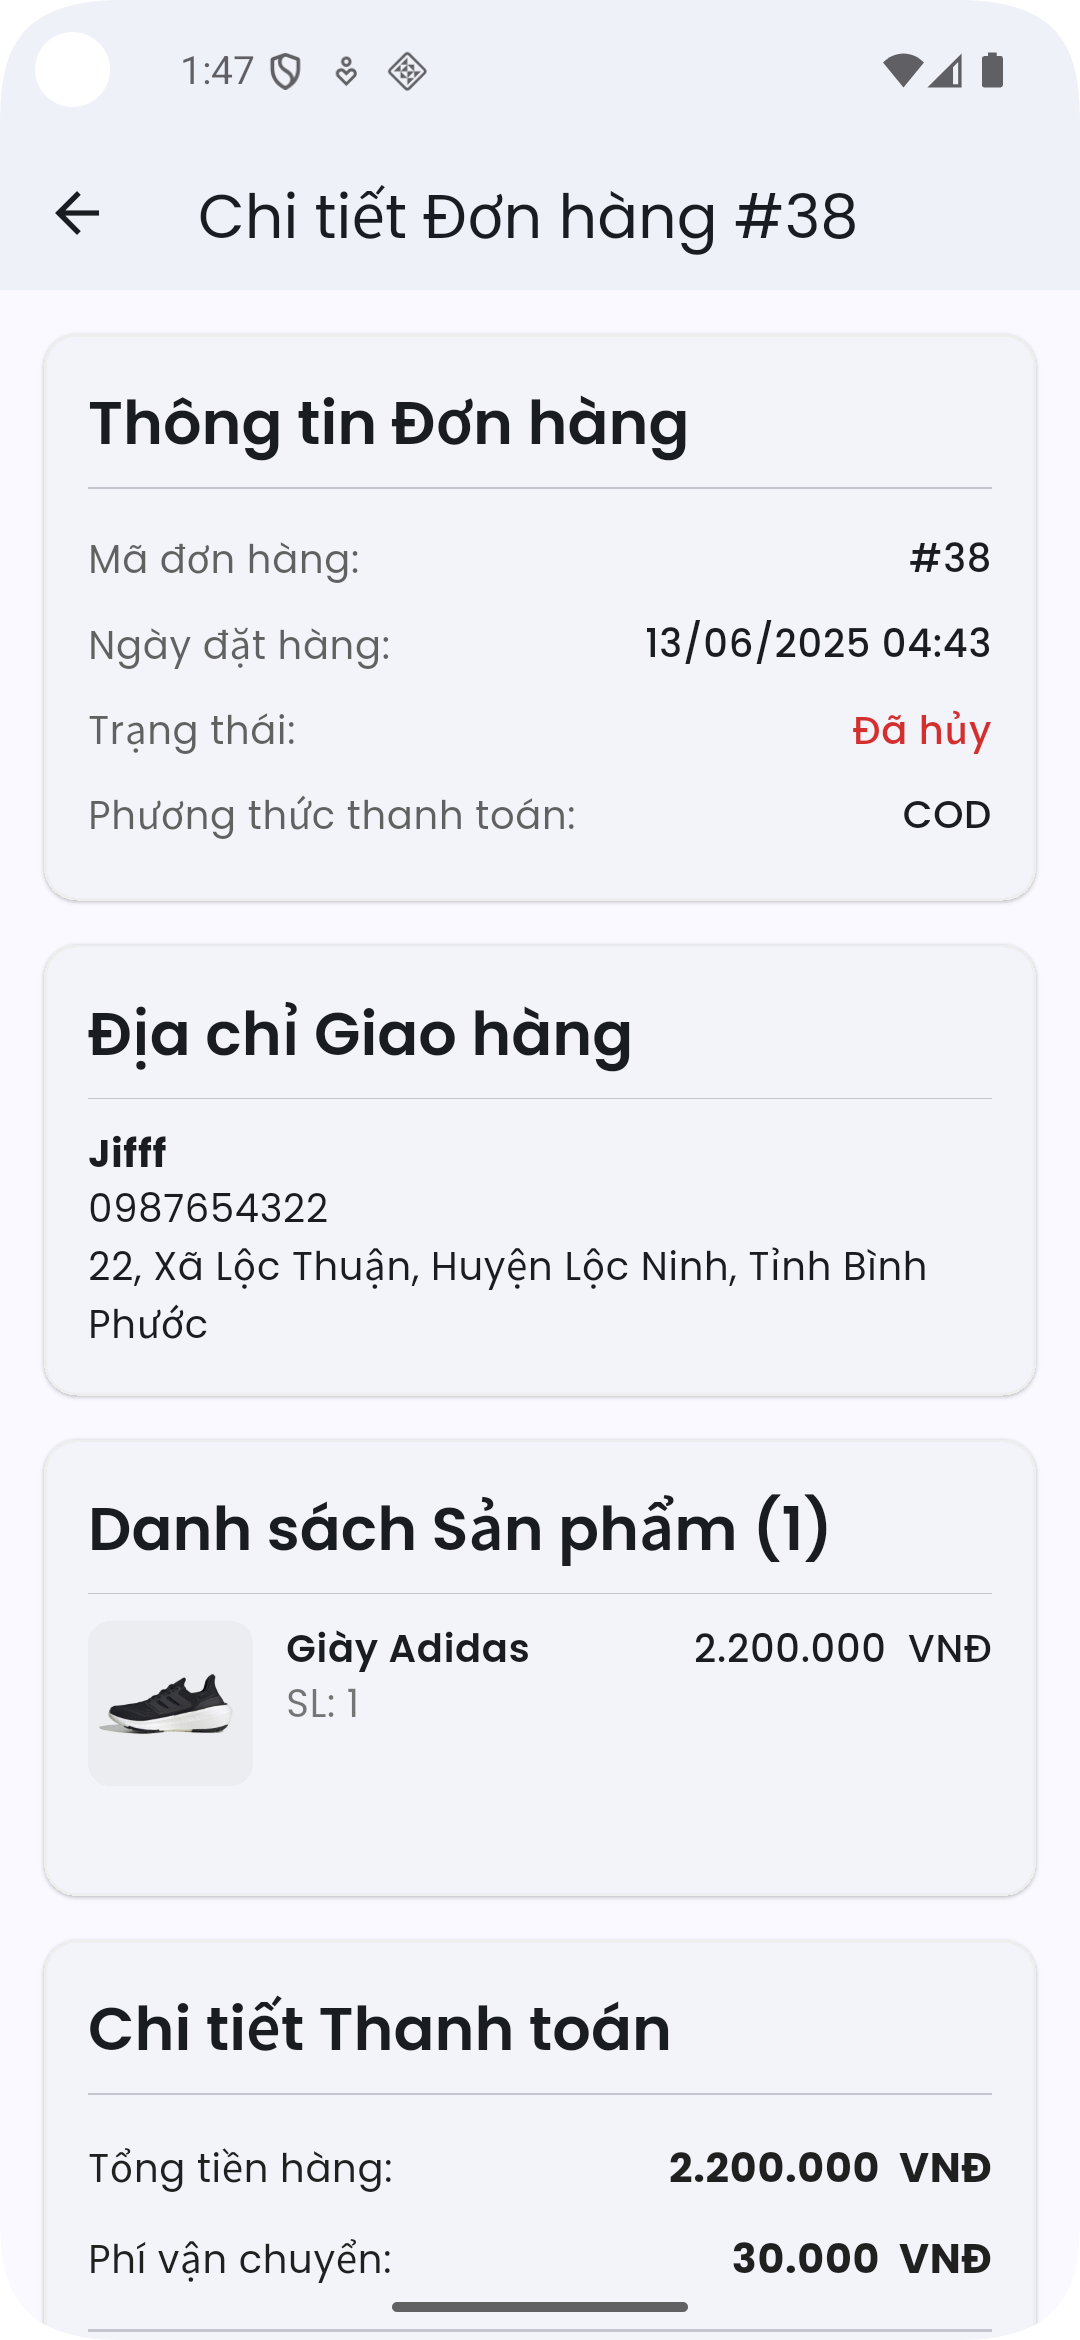 1:47
Chi tiết Đơn hàng #38
Thông tin Đơn hàng
Mã đơn hàng: #38
Ngày đặt hàng: 13/06/2025 04:43
Trạng thái: Đã hủy
Phương thức thanh toán: COD
Địa chỉ Giao hàng
Jifff
0987654322
22, Xã Lộc Thuận, Huyện Lộc Ninh, Tỉnh Bình
Phước
Danh sách Sản phẩm (1)
Giày Adidas 2.200.000 VNĐ
SL: 1
Chi tiết Thanh toán
Tổng tiền hàng: 2.200.000 VNĐ
Phí vận chuyển: 30.000 VNĐ